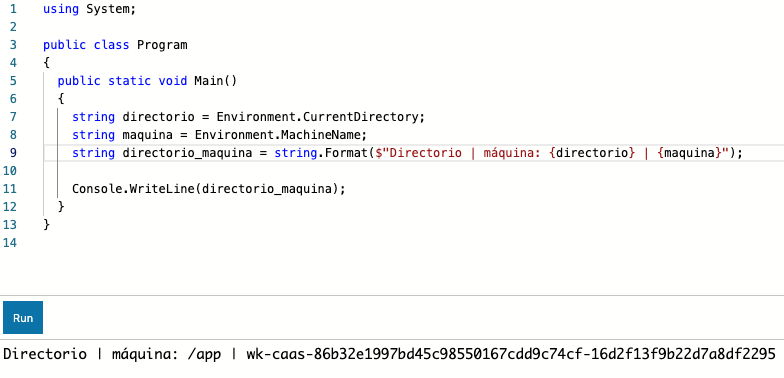 1 using System;
2
3 public class Program
4 {
5 public static void Main()
6 {
7 string directorio = Environment.CurrentDirectory;
8 string maquina = Environment.MachineName;
9 string directorio_maquina = string.Format($"Directorio | máquina: {directorio} | {maquina}");
10
11 Console.WriteLine(directorio_maquina);
12 }
13 }
14
Run
Directorio | máquina: /app | wk-caas-86b32e1997bd45c98550167cdd9c74cf-16d2f13f9b22d7a8df2295